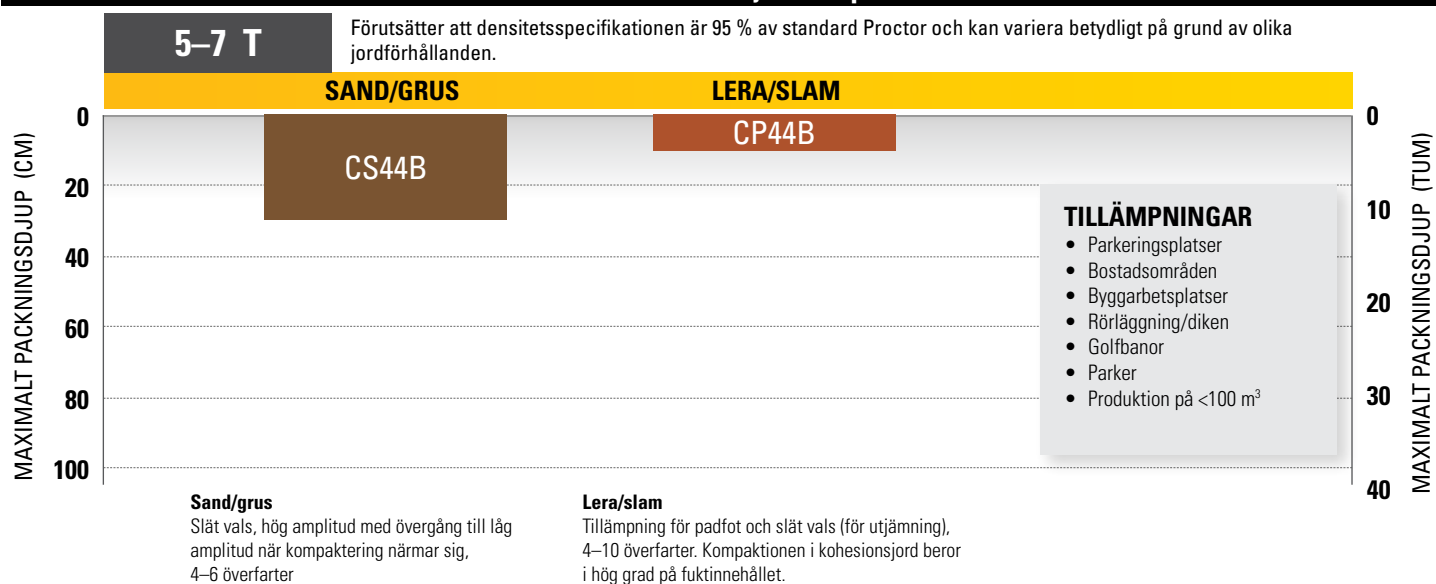 5–7 T
Förutsätter att densitetsspecifikationen är 95 % av standard Proctor och kan variera betydligt på grund av olika
jordförhållanden.
SAND/GRUS
LERA/SLAM
MAXIMALT PACKNINGSDJUP (CM)
0
20
40
60
80
100
CS44B
CP44B
TILLÄMPNINGAR
• Parkeringsplatser
• Bostadsområden
• Byggarbetsplatser
• Rörläggning/diken
• Golfbanor
• Parker
• Produktion på <100 m³
0
10
20
30
40
MAXIMALT PACKNINGSDJUP (TUM)
Sand/grus
Slät vals, hög amplitud med övergång till låg
amplitud när kompaktering närmar sig,
4–6 överfarter
Lera/slam
Tillämpning för padfot och slät vals (för utjämning),
4–10 överfarter. Kompaktionen i kohesionsjord beror
i hög grad på fuktinnehållet.